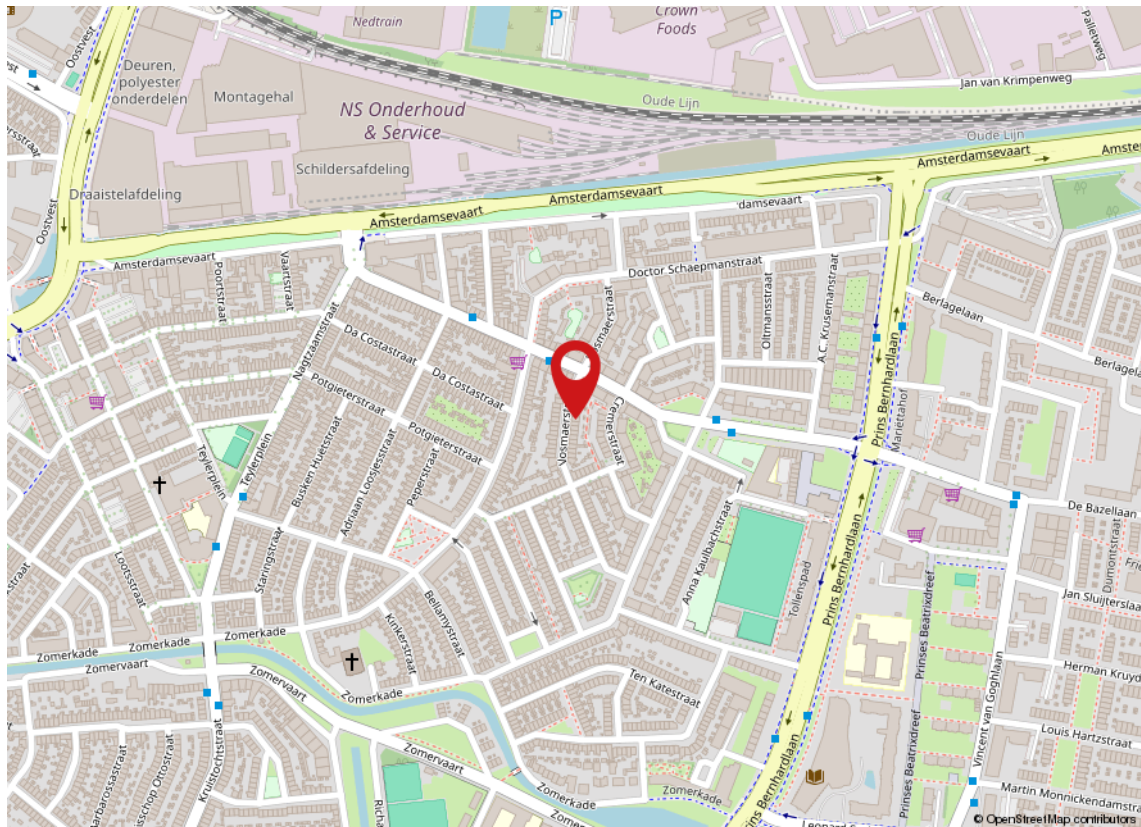 Nedtrain
Crown
Foods
Palletweg
Oostvest
Deuren,
polyester
onderdelen
Montagehal
Jan van Krimpenweg
Oude Lijn
NS Onderhoud
& Service
Oude Lijn
Schildersafdeling
Amsterdamsevaart
Amsterdamsevaart
Draaistelafdeling
Amsterdamsevaart
damsevaart
Amsterdamsevaart
Oostvest
Amsterdamsevaart
Poortstraat
Vaartstraat
Doctor Schaepmanstraat
Oltmansstraat
A.C. Krusemanstraat
Berlagelaan
Berlagelaan
Nagtzaamstraat
Da Costastraat
Da Costastraat
Potgieterstraat
Potgieterstraat
Cremerstraat
Prins Bernhardlaan
Mariettahof
Teylerplein
Teylerplein
Busken Huetstraat
Adriaan Loosjesstraat
Peperstraat
De Bazellaan
Dumontstraat
Lootsstraat
Staringstraat
Anna Kaulbachstraat
Tollenspad
Prins Bernhardlaan
Prinses Beatrixdreef
Jan Sluijterslaa
Bellamystraat
Kinkerstraat
Zomerkade
Zomerkade
Zomerkade
Zomervaart
Zomervaart
Zomerkade
Ten Katestraat
Herman Kruyd
Vincent van Goghlaan
Louis Hartzstraat
Kruistochtstraat
Zomervaart
Prins Bernhardlaan
Prinses Beatrixdreef
Zomerkade
Martin Monnickendamstra
© OpenStreetMap contributors